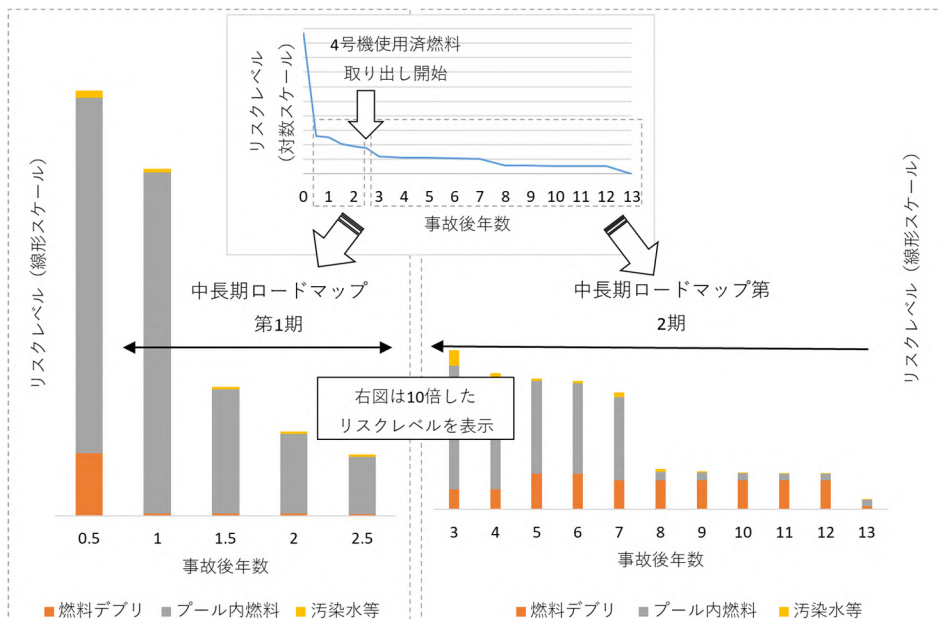 4号機使用済燃料
取り出し開始
リスクレベル
（対数スケール）
0 1 2 3 4 5 6 7 8 9 10 11 12 13
事故後年数
リスクレベル（線形スケール）
中長期ロードマップ
第1期
中長期ロードマップ第
2期
リスクレベル（線形スケール）
右図は10倍した
リスクレベルを表示
0.5 1 1.5 2 2.5
事故後年数
3 4 5 6 7 8 9 10 11 12 13
事故後年数
燃料デブリ プール内燃料 汚染水等
燃料デブリ プール内燃料 汚染水等